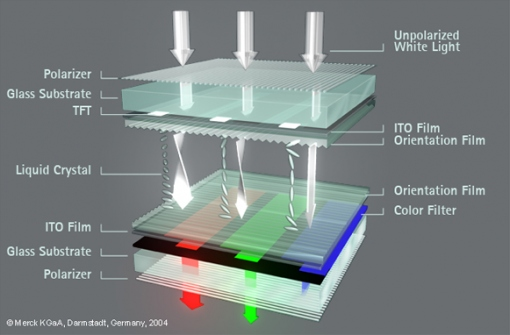 Unpolarized
White Light
Polarizer
Glass Substrate
TFT
ITO Film
Orientation Film
Liquid Crystal
Orientation Film
Color Filter
ITO Film
Glass Substrate
Polarizer
© Merck KGaA, Darmstadt, Germany, 2004